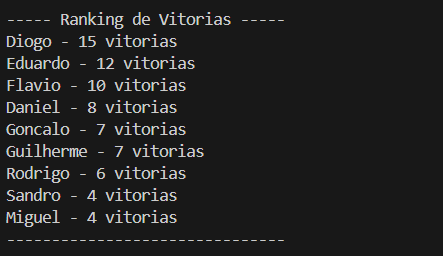 ----- Ranking de Vitorias -----
Diogo - 15 vitorias
Eduardo - 12 vitorias
Flavio - 10 vitorias
Daniel - 8 vitorias
Goncalo - 7 vitorias
Guilherme - 7 vitorias
Rodrigo - 6 vitorias
Sandro - 4 vitorias
Miguel - 4 vitorias
-------------------------------